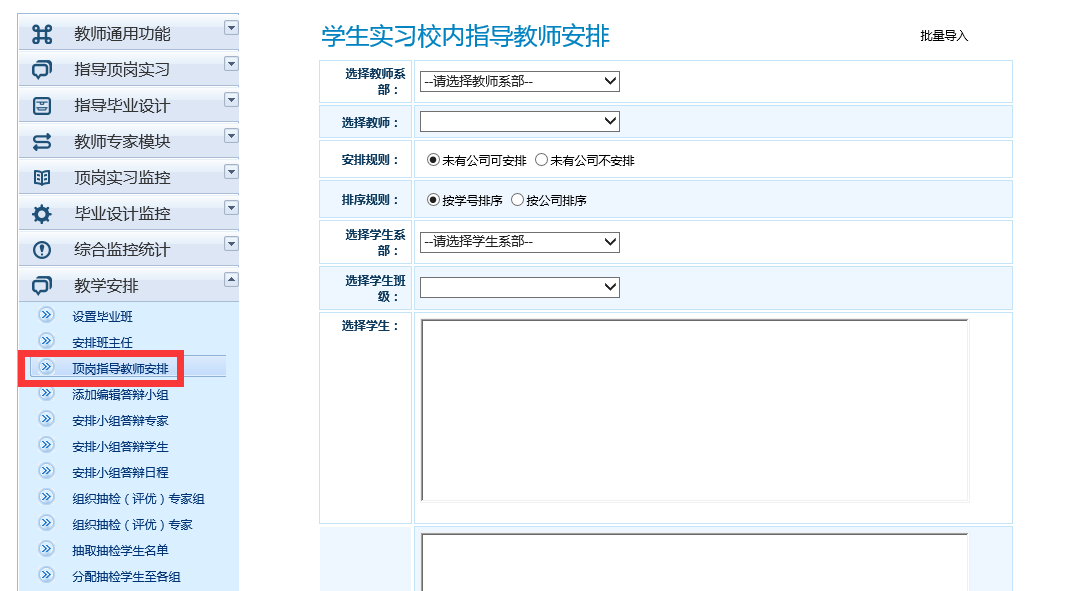 教师通用功能
指导顶岗实习
指导毕业设计
教师专家模块
顶岗实习监控
毕业设计监控
综合监控统计
教学安排
设置毕业班
安排班主任
顶岗指导教师安排
添加编辑答辩小组
安排小组答辩专家
安排小组答辩学生
安排小组答辩日程
组织抽检（评优）专家组
组织抽检（评优）专家
抽取抽检学生名单
分配抽检学生至各组
学生实习校内指导教师安排
批量导入
选择教师系
部：
--请选择教师系部--
选择教师：
安排规则：
未有公司可安排 未有公司不安排
排序规则：
按学号排序 按公司排序
选择学生系
部：
--请选择学生系部--
选择学生班
级：
选择学生：